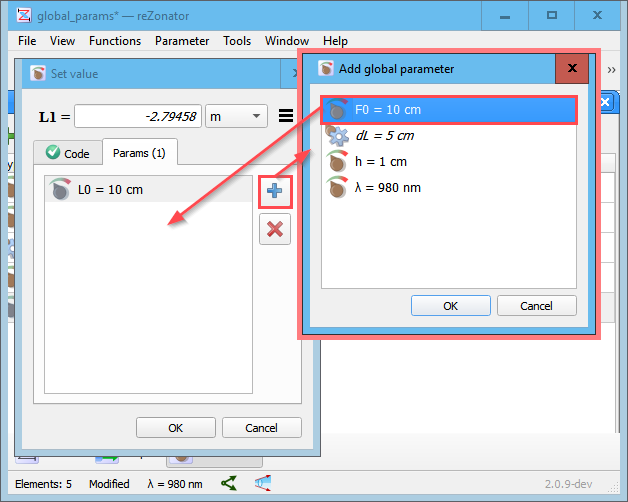 global_params* — reZonator
File View Functions Parameter Tools Window Help
Set value
L1 = -2.79458 m
Code Params (1)
L0 = 10 cm
OK Cancel
Add global parameter
F0 = 10 cm
dL = 5 cm
h = 1 cm
λ = 980 nm
OK Cancel
Elements: 5 Modified λ = 980 nm 2.0.9-dev